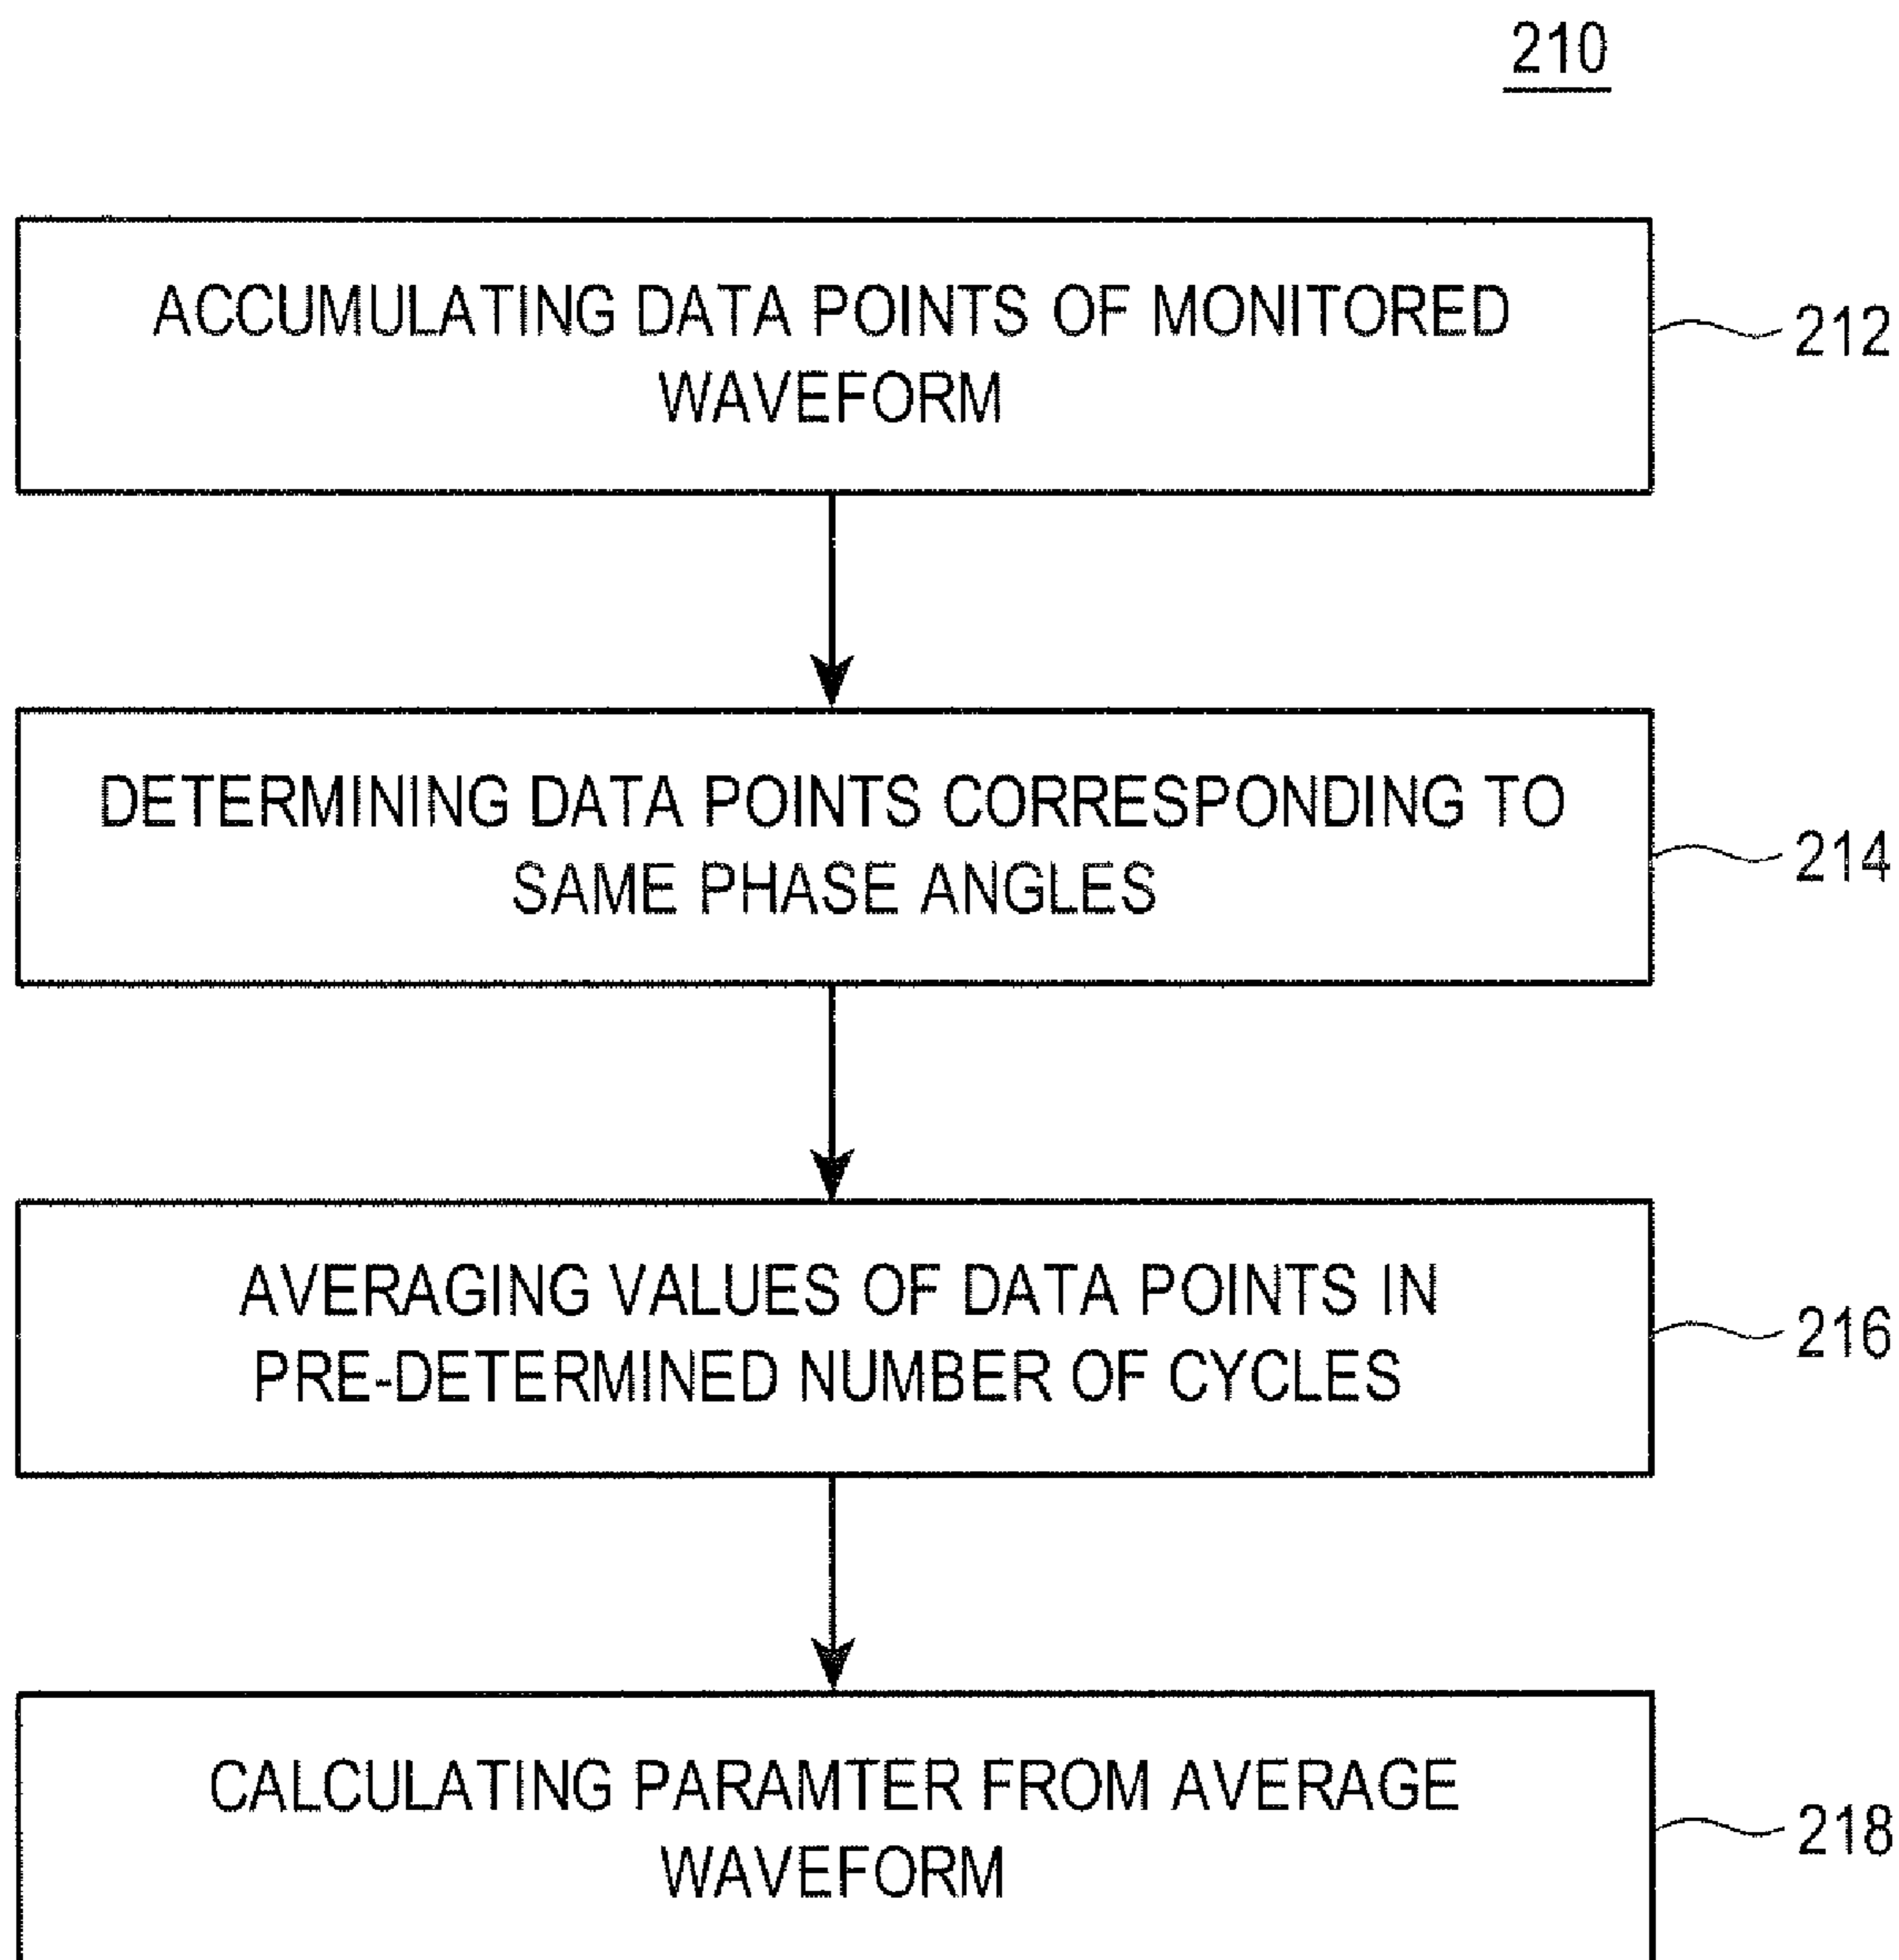 210
ACCUMULATING DATA POINTS OF MONITORED
WAVEFORM
212
DETERMINING DATA POINTS CORRESPONDING TO
SAME PHASE ANGLES
214
AVERAGING VALUES OF DATA POINTS IN
PRE-DETERMINED NUMBER OF CYCLES
216
CALCULATING PARAMTER FROM AVERAGE
WAVEFORM
218